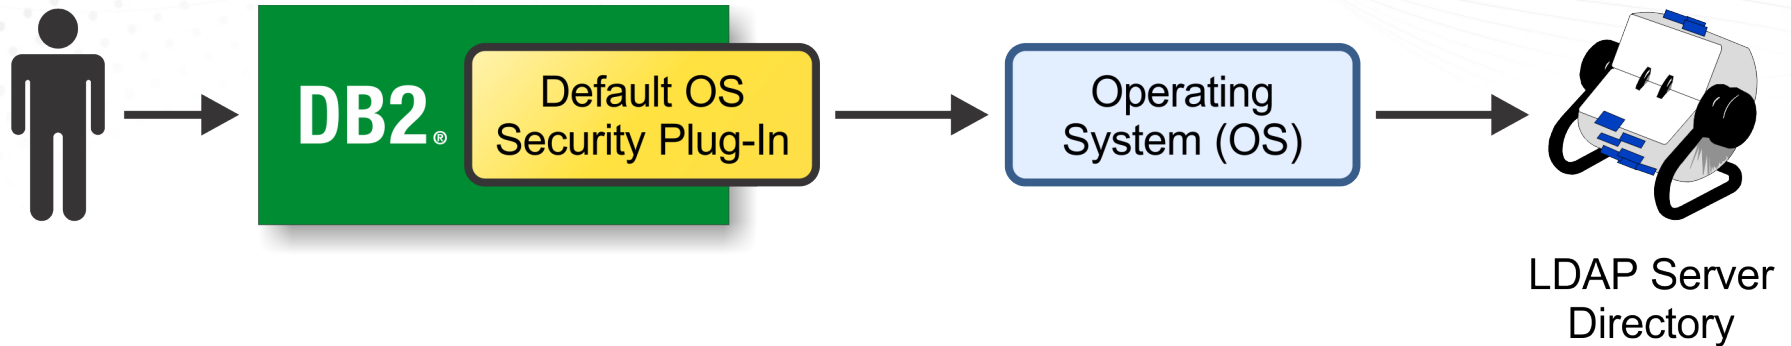 DB2®
Default OS
Security Plug-In
Operating
System (OS)
LDAP Server
Directory